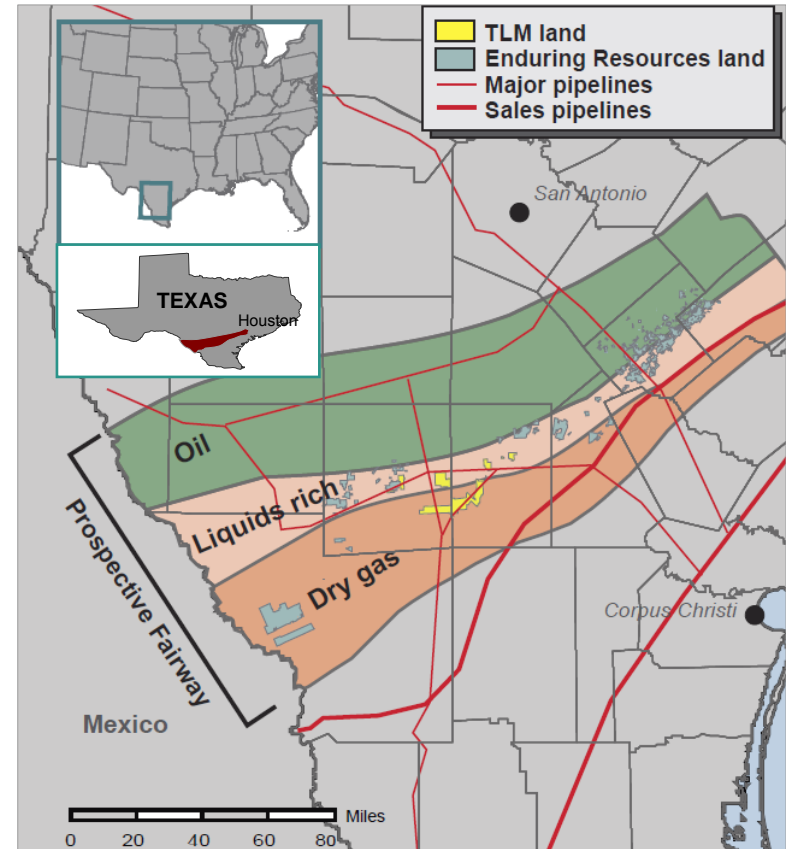 TLM land
Enduring Resources land
Major pipelines
Sales pipelines
San Antonio
TEXAS
Houston
Oil
Liquids rich
Dry gas
Prospective Fairway
Corpus Christi
Mexico
Miles
0 20 40 60 80